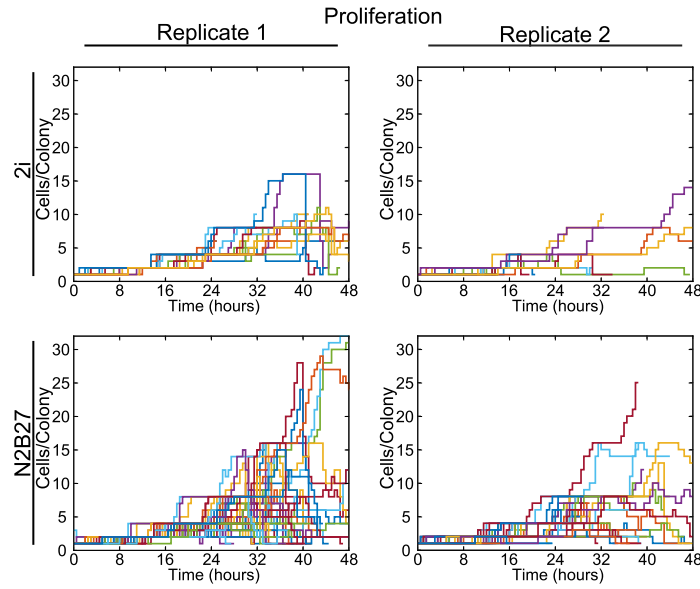 Proliferation
Replicate 1
Replicate 2
2i
Cells/Colony
30
25
20
15
10
5
0
0 8 16 24 32 40 48
Time (hours)
Cells/Colony
30
25
20
15
10
5
0
0 8 16 24 32 40 48
Time (hours)
N2B27
Cells/Colony
30
25
20
15
10
5
0
0 8 16 24 32 40 48
Time (hours)
Cells/Colony
30
25
20
15
10
5
0
0 8 16 24 32 40 48
Time (hours)